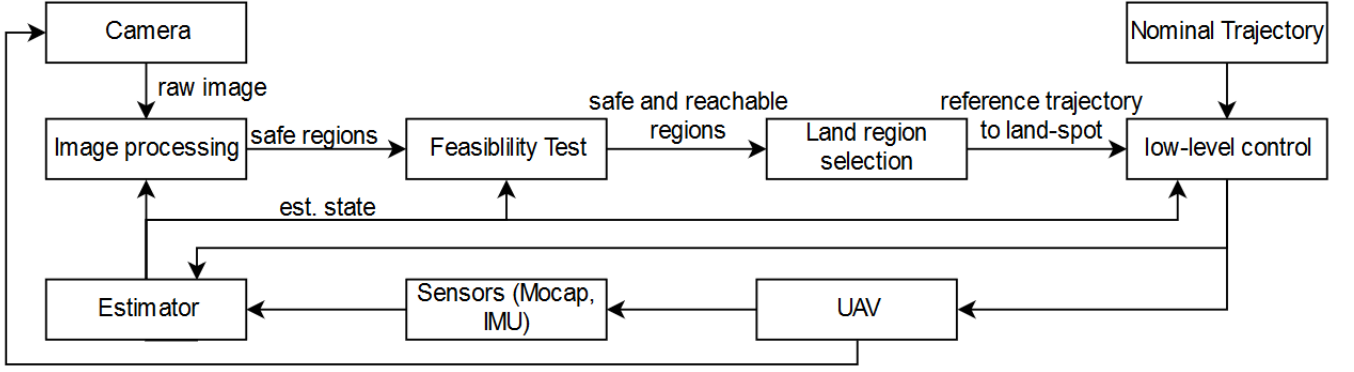 Camera
Nominal Trajectory
raw image
safe and reachable
regions
reference trajectory
to land-spot
Image processing
safe regions
Feasiblility Test
Land region
selection
low-level control
est. state
Estimator
Sensors (Mocap,
IMU)
UAV